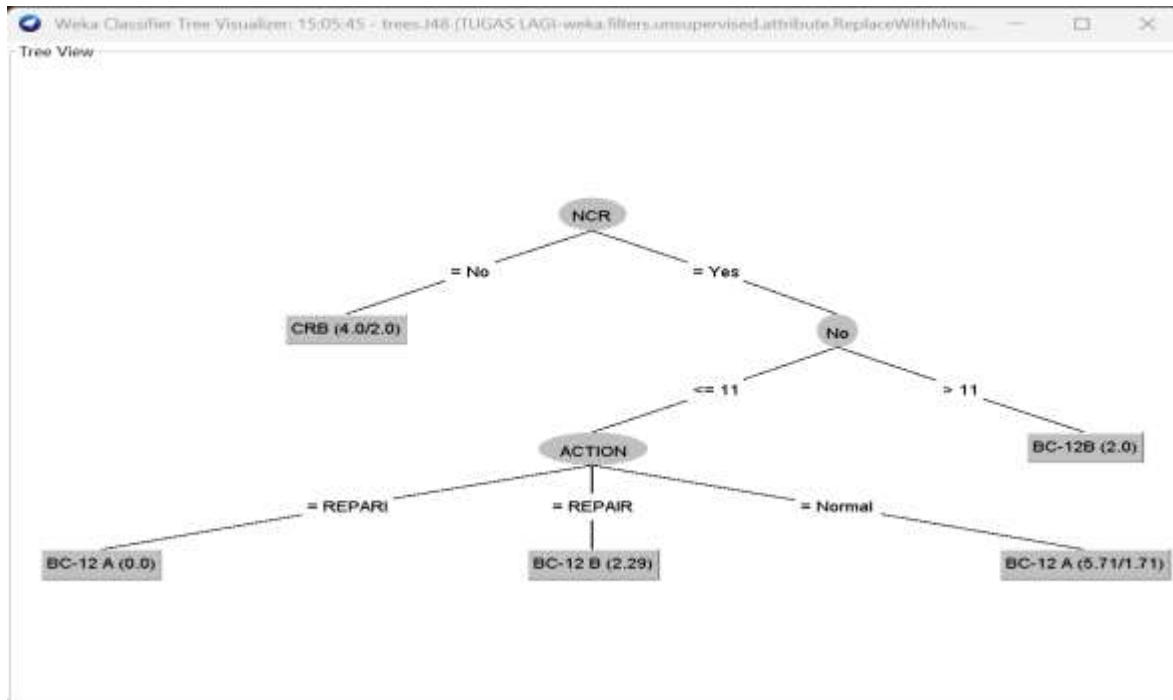 Weka Classifier Tree Visualizer: 15:05:45 - trees.J48 (TUGAS LAGI-weka.filters.unsupervised.attribute.ReplaceWithMiss...
Tree View
NCR
= No
= Yes
CRB (4.0/2.0)
No
<= 11
> 11
ACTION
BC-12B (2.0)
= REPARI
= REPAIR
= Normal
BC-12 A (0.0)
BC-12 B (2.29)
BC-12 A (5.71/1.71)